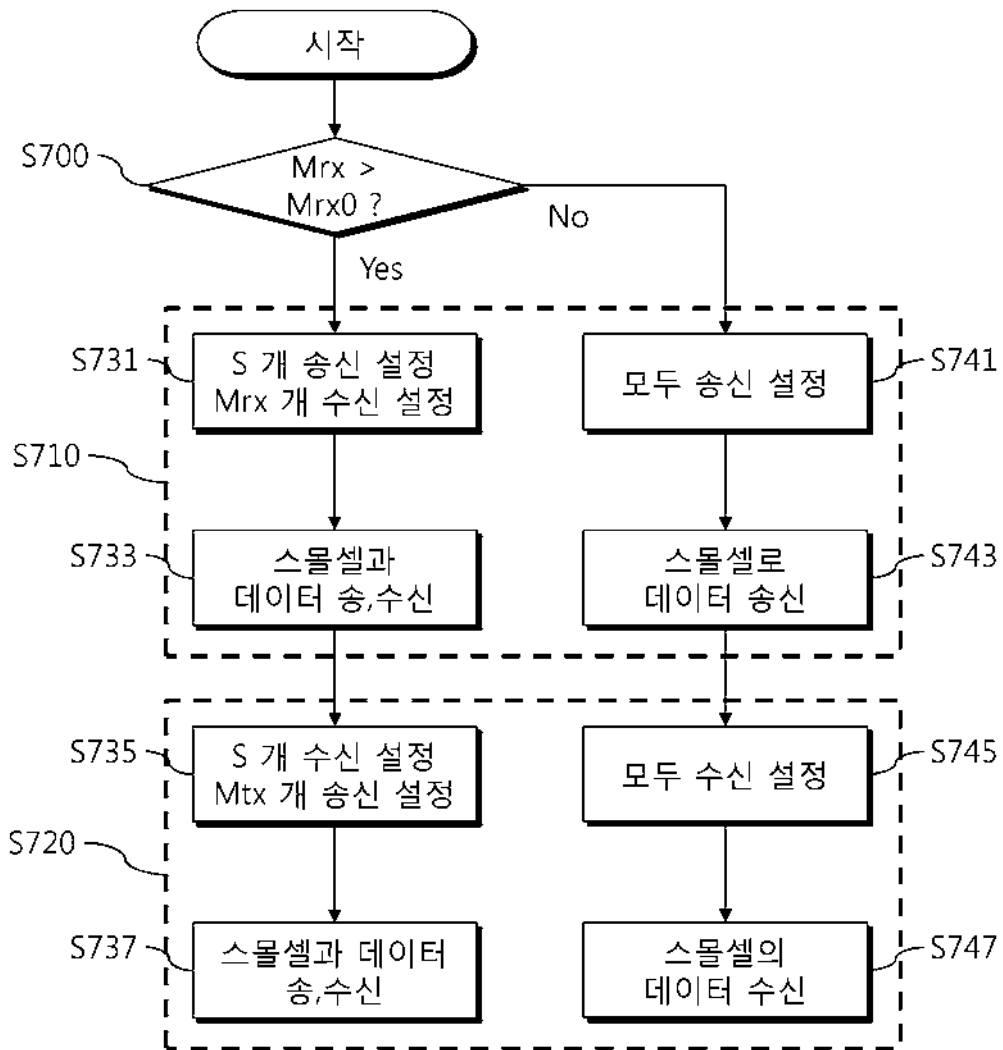 시작
S700
Mrx >
Mrx0 ?
No
Yes
S731
S 개 송신 설정
Mrx 개 수신 설정
모두 송신 설정
S741
S710
S733
스몰셀과
데이터 송,수신
스몰셀로
데이터 송신
S743
S735
S 개 수신 설정
Mtx 개 송신 설정
모두 수신 설정
S745
S720
S737
스몰셀과 데이터
송,수신
스몰셀의
데이터 수신
S747